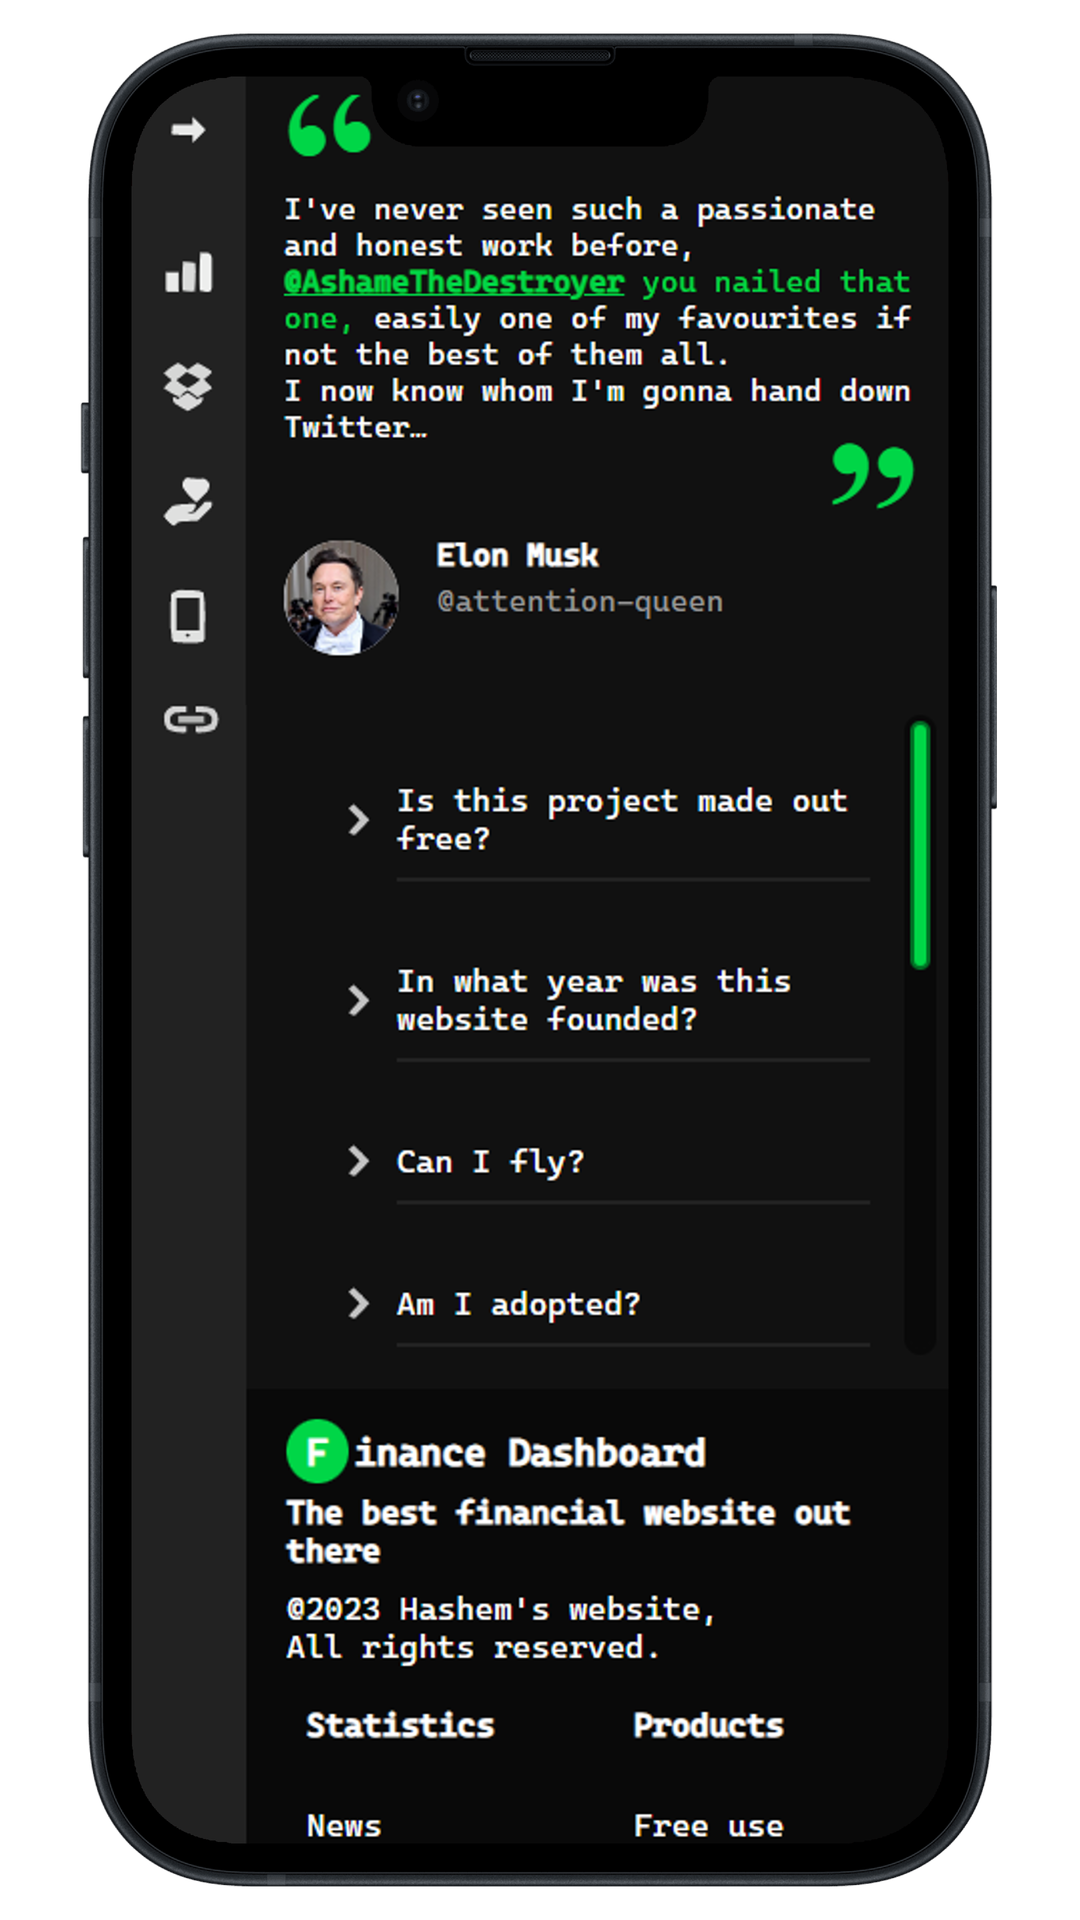 I've never seen such a passionate
and honest work before,
@AshameTheDestroyer you nailed that
one, easily one of my favourites if
not the best of them all.
I now know whom I'm gonna hand down
Twitter…
Elon Musk
@attention-queen
Is this project made out
free?
In what year was this
website founded?
Can I fly?
Am I adopted?
Finance Dashboard
The best financial website out
there
@2023 Hashem's website,
All rights reserved.
Statistics Products
News Free use